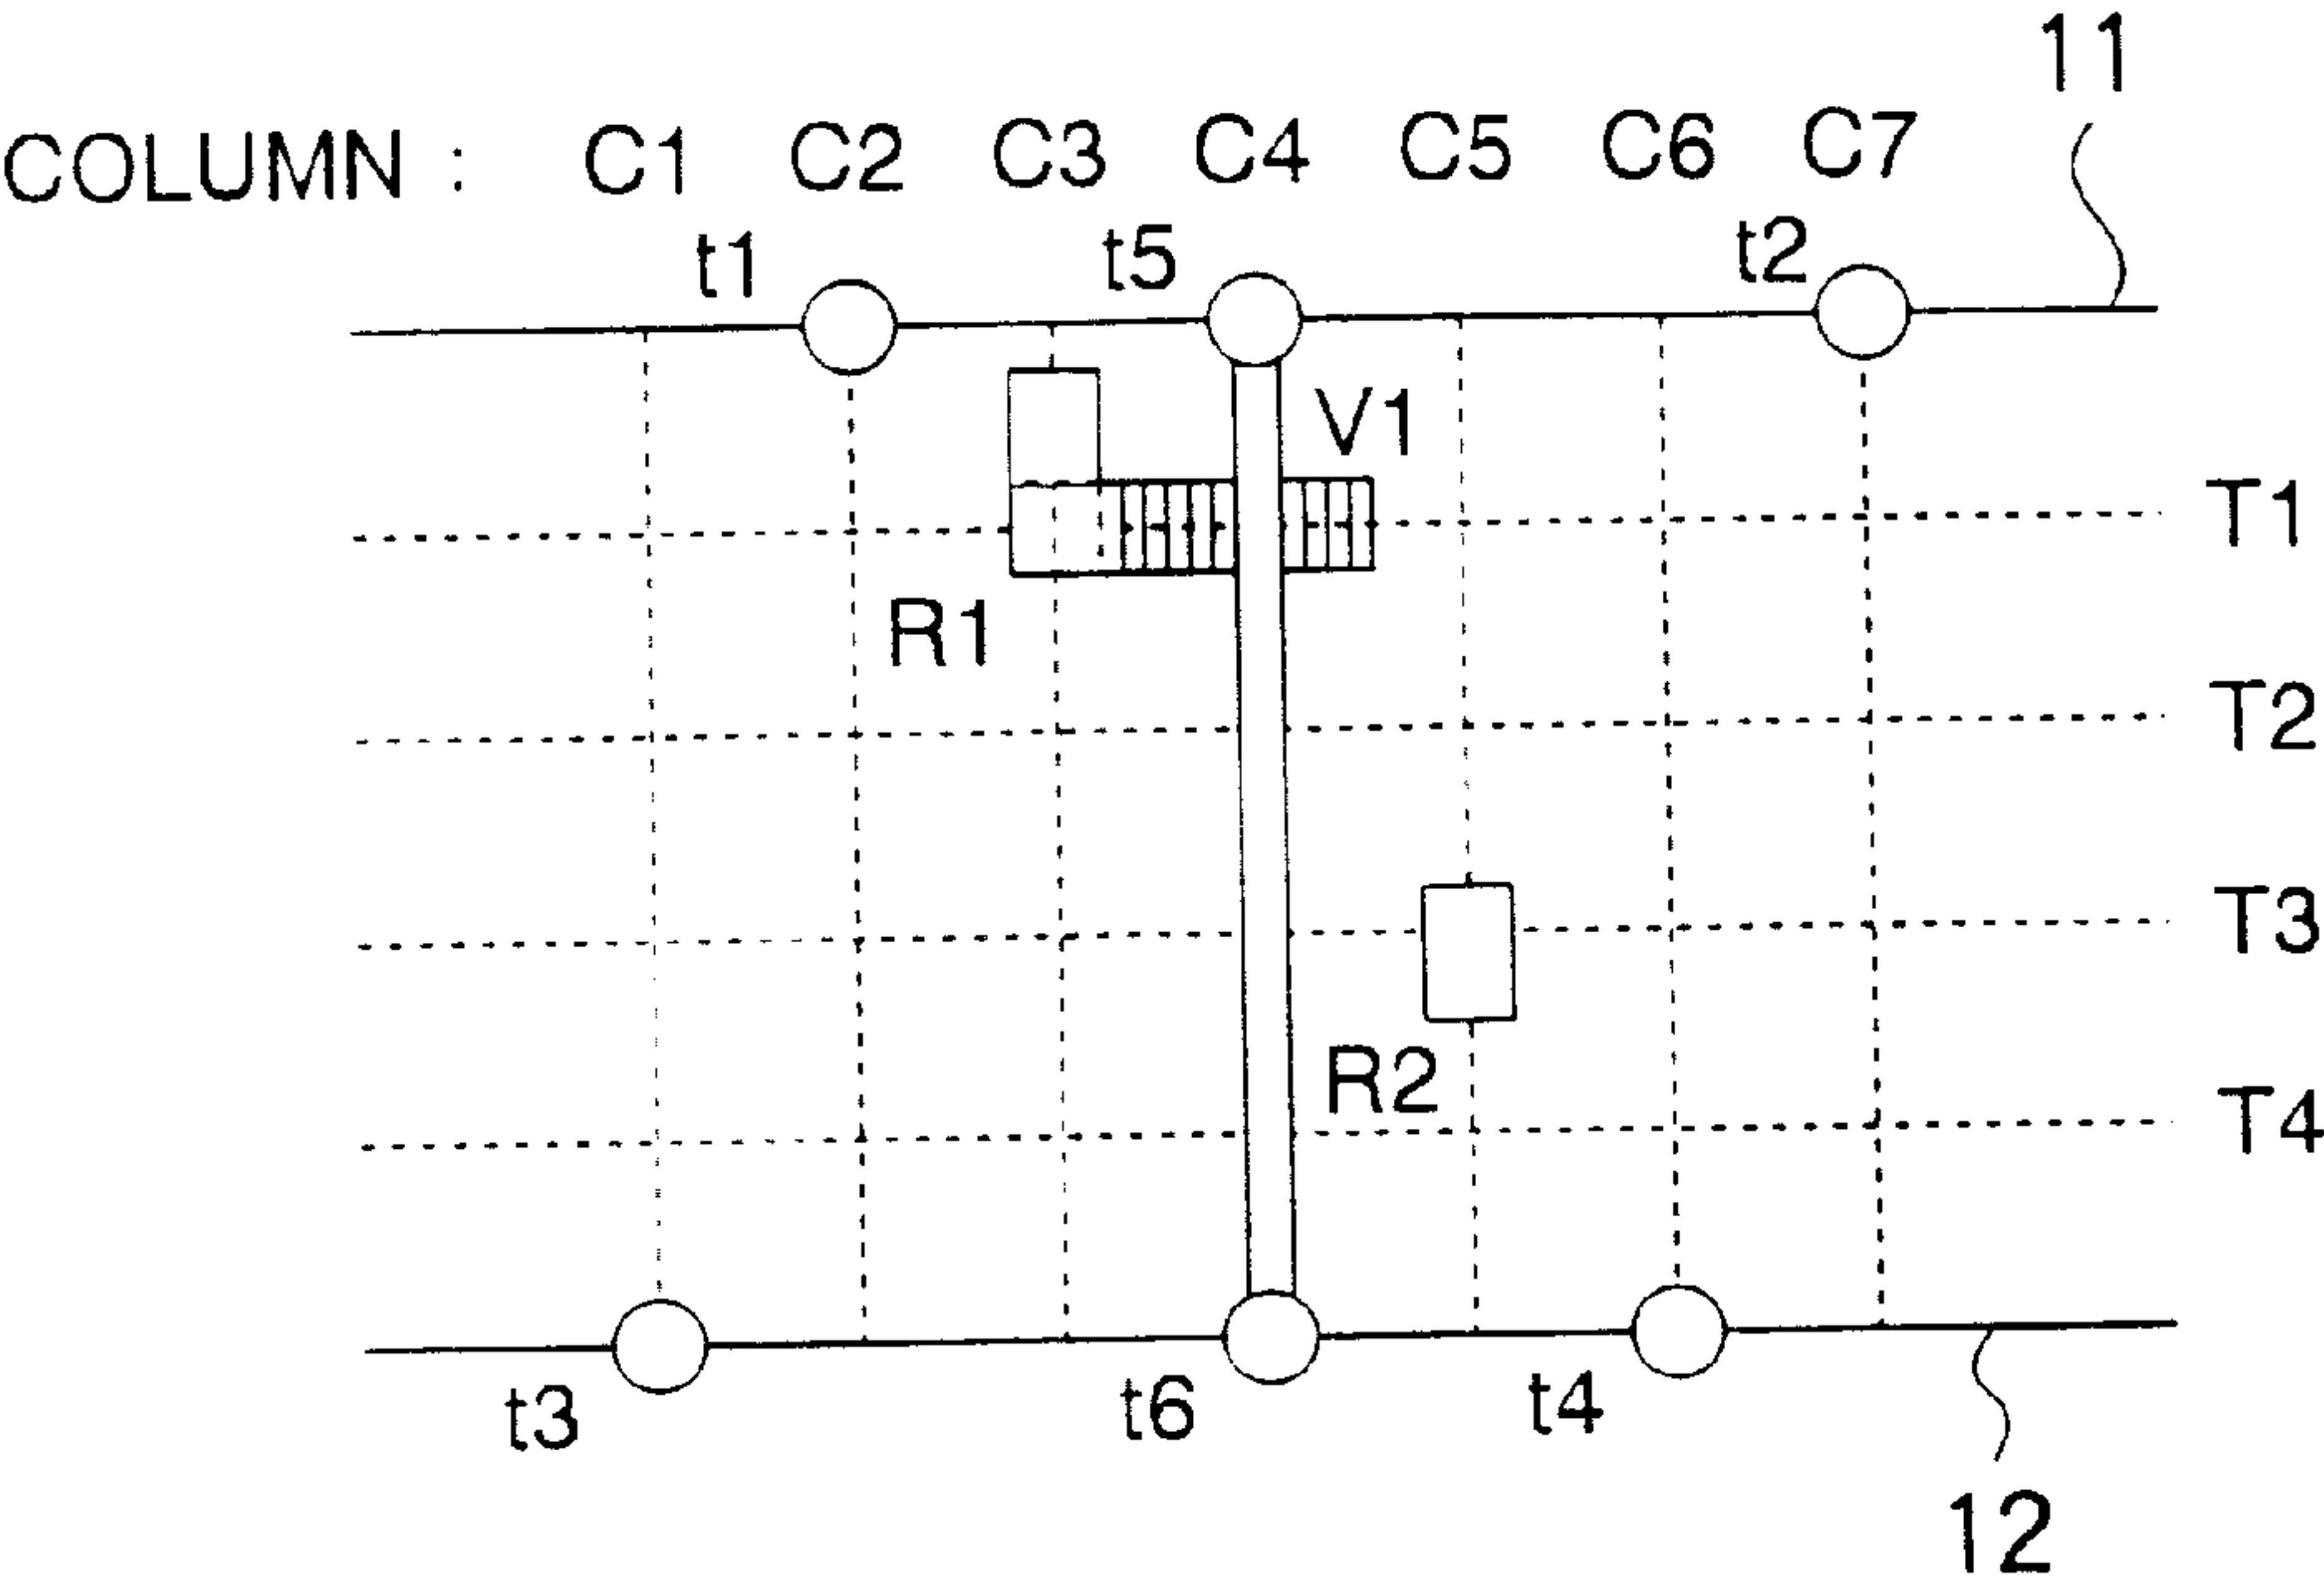 11
COLUMN : C1 C2 C3 C4 C5 C6 C7
t1 t5 t2
V1
T1
R1
T2
T3
R2
T4
t3 t6 t4
12